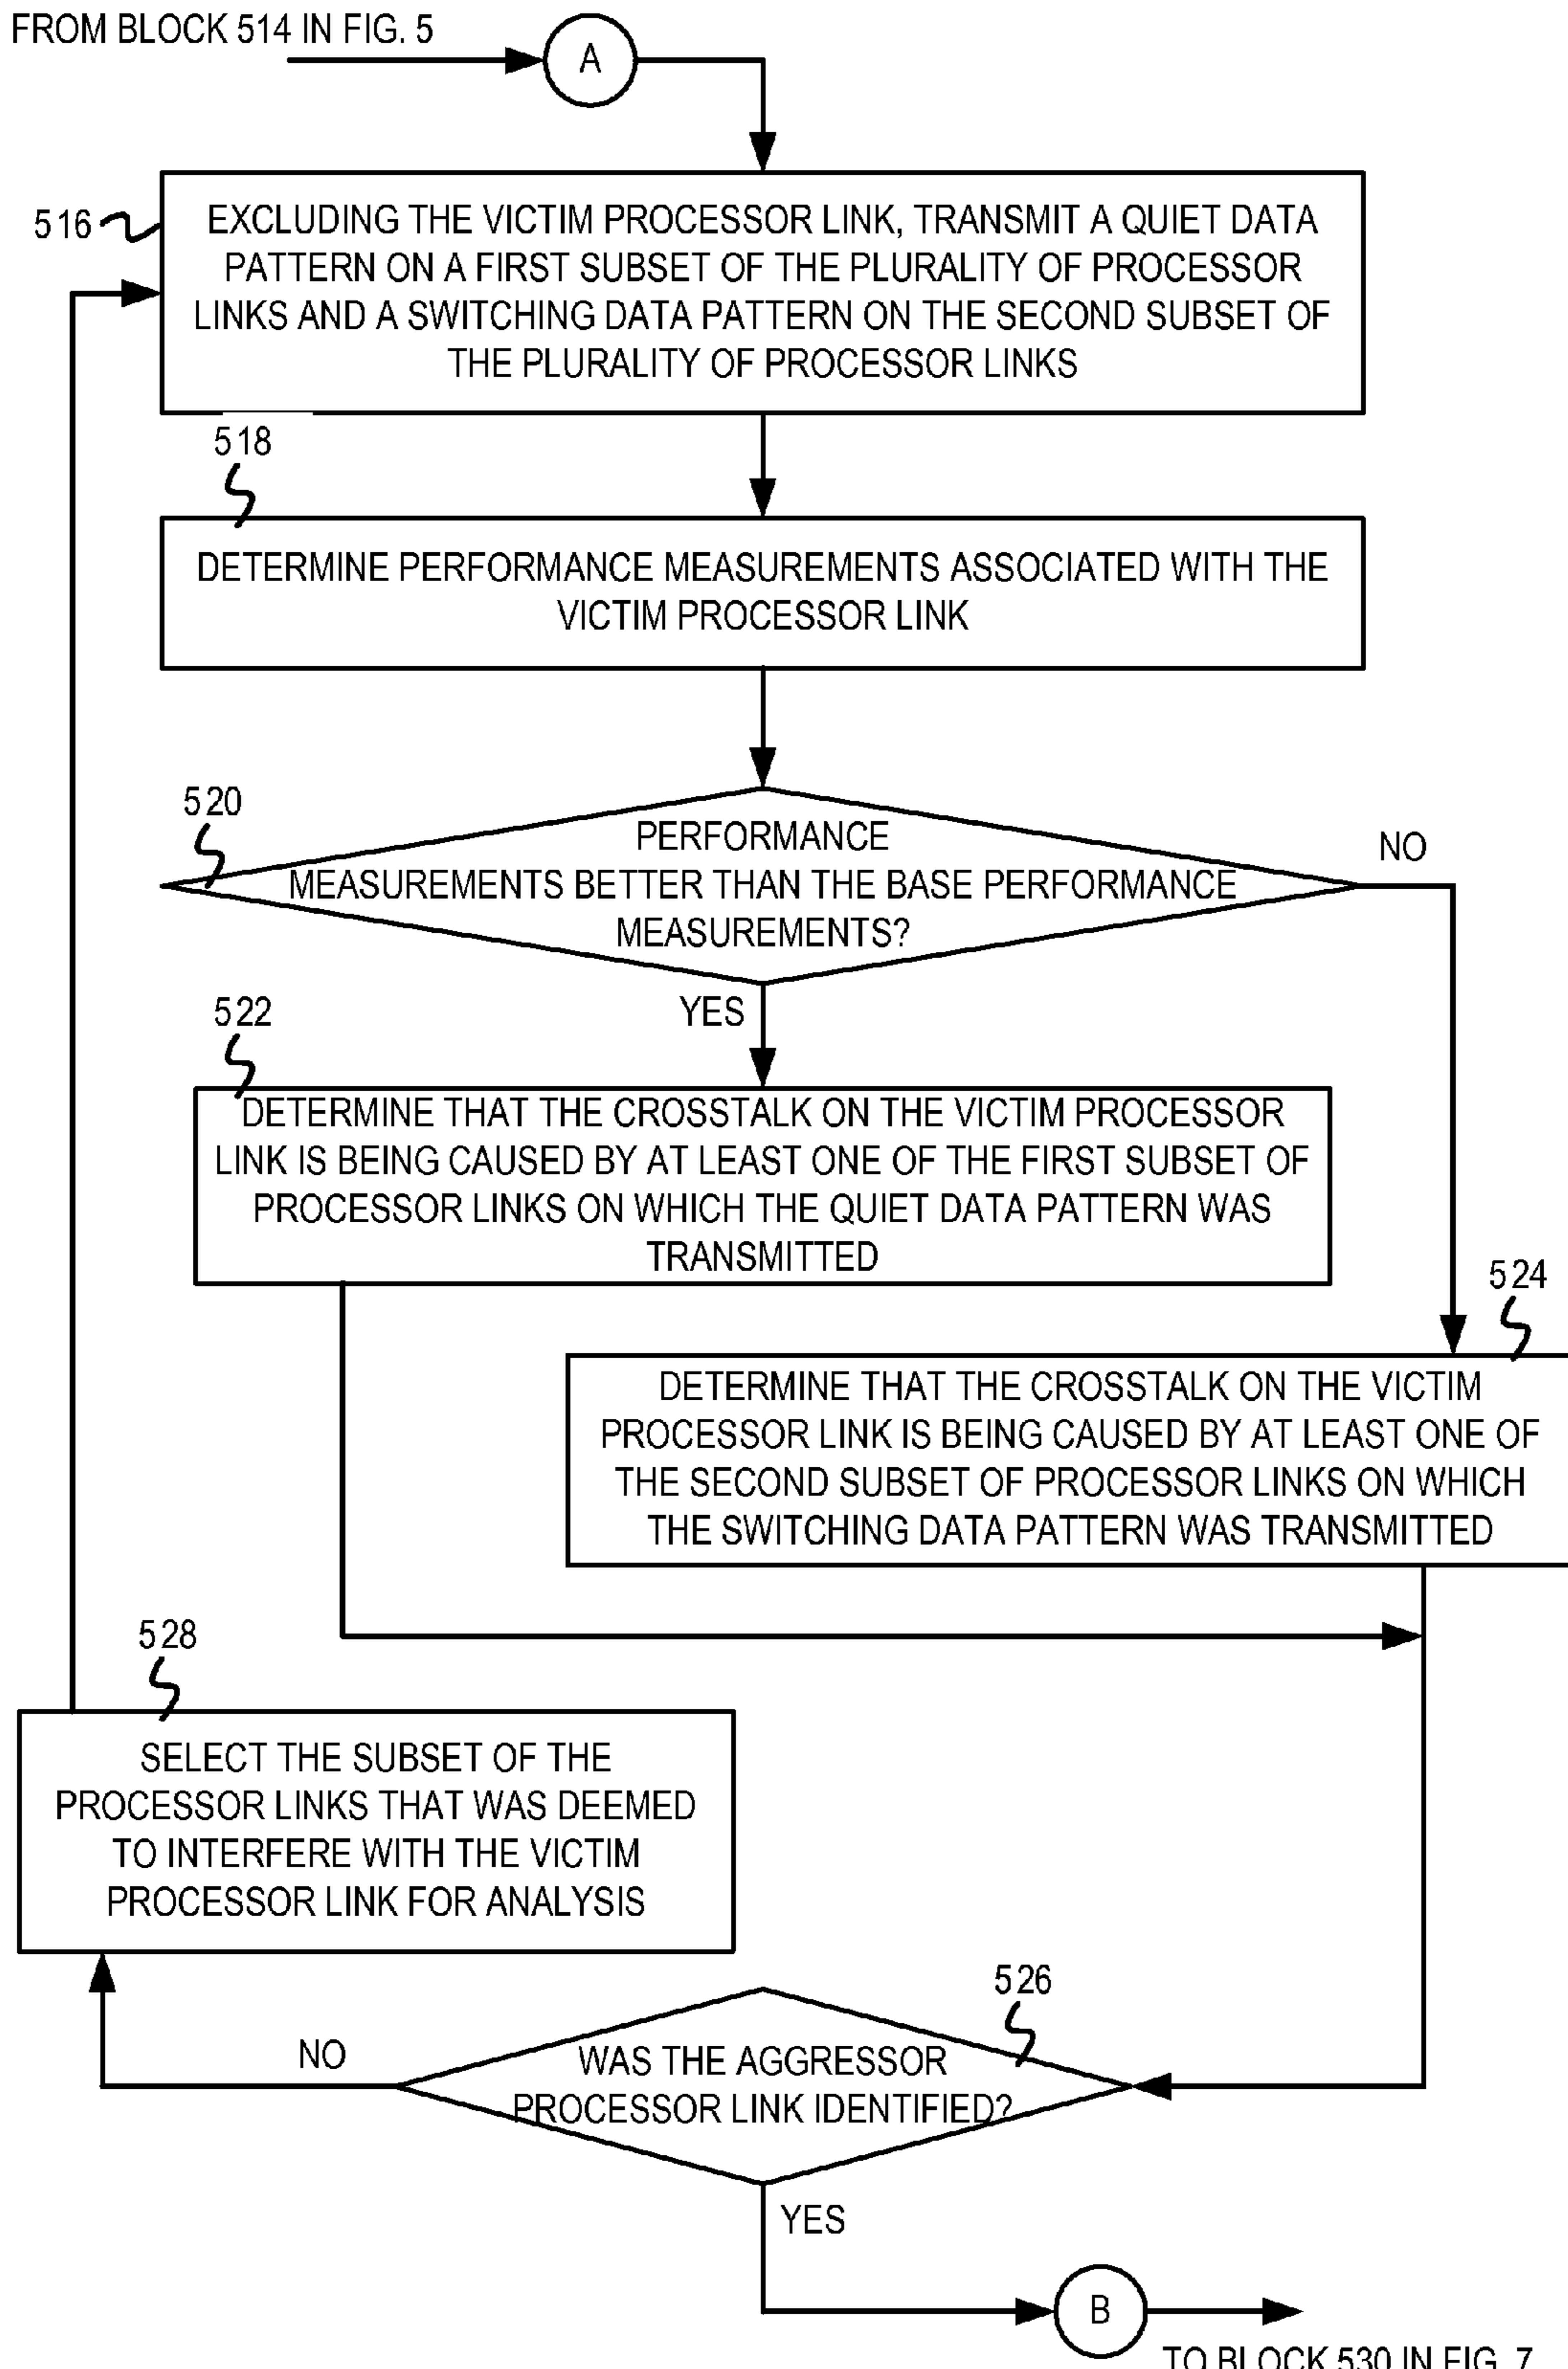 FROM BLOCK 514 IN FIG. 5
A
516
EXCLUDING THE VICTIM PROCESSOR LINK, TRANSMIT A QUIET DATA
PATTERN ON A FIRST SUBSET OF THE PLURALITY OF PROCESSOR
LINKS AND A SWITCHING DATA PATTERN ON THE SECOND SUBSET OF
THE PLURALITY OF PROCESSOR LINKS
518
DETERMINE PERFORMANCE MEASUREMENTS ASSOCIATED WITH THE
VICTIM PROCESSOR LINK
520
PERFORMANCE
MEASUREMENTS BETTER THAN THE BASE PERFORMANCE
MEASUREMENTS?
NO
YES
522
DETERMINE THAT THE CROSSTALK ON THE VICTIM PROCESSOR
LINK IS BEING CAUSED BY AT LEAST ONE OF THE FIRST SUBSET OF
PROCESSOR LINKS ON WHICH THE QUIET DATA PATTERN WAS
TRANSMITTED
524
DETERMINE THAT THE CROSSTALK ON THE VICTIM
PROCESSOR LINK IS BEING CAUSED BY AT LEAST ONE OF
THE SECOND SUBSET OF PROCESSOR LINKS ON WHICH
THE SWITCHING DATA PATTERN WAS TRANSMITTED
528
SELECT THE SUBSET OF THE
PROCESSOR LINKS THAT WAS DEEMED
TO INTERFERE WITH THE VICTIM
PROCESSOR LINK FOR ANALYSIS
526
WAS THE AGGRESSOR
PROCESSOR LINK IDENTIFIED?
NO
YES
B
TO BLOCK 530 IN FIG. 7